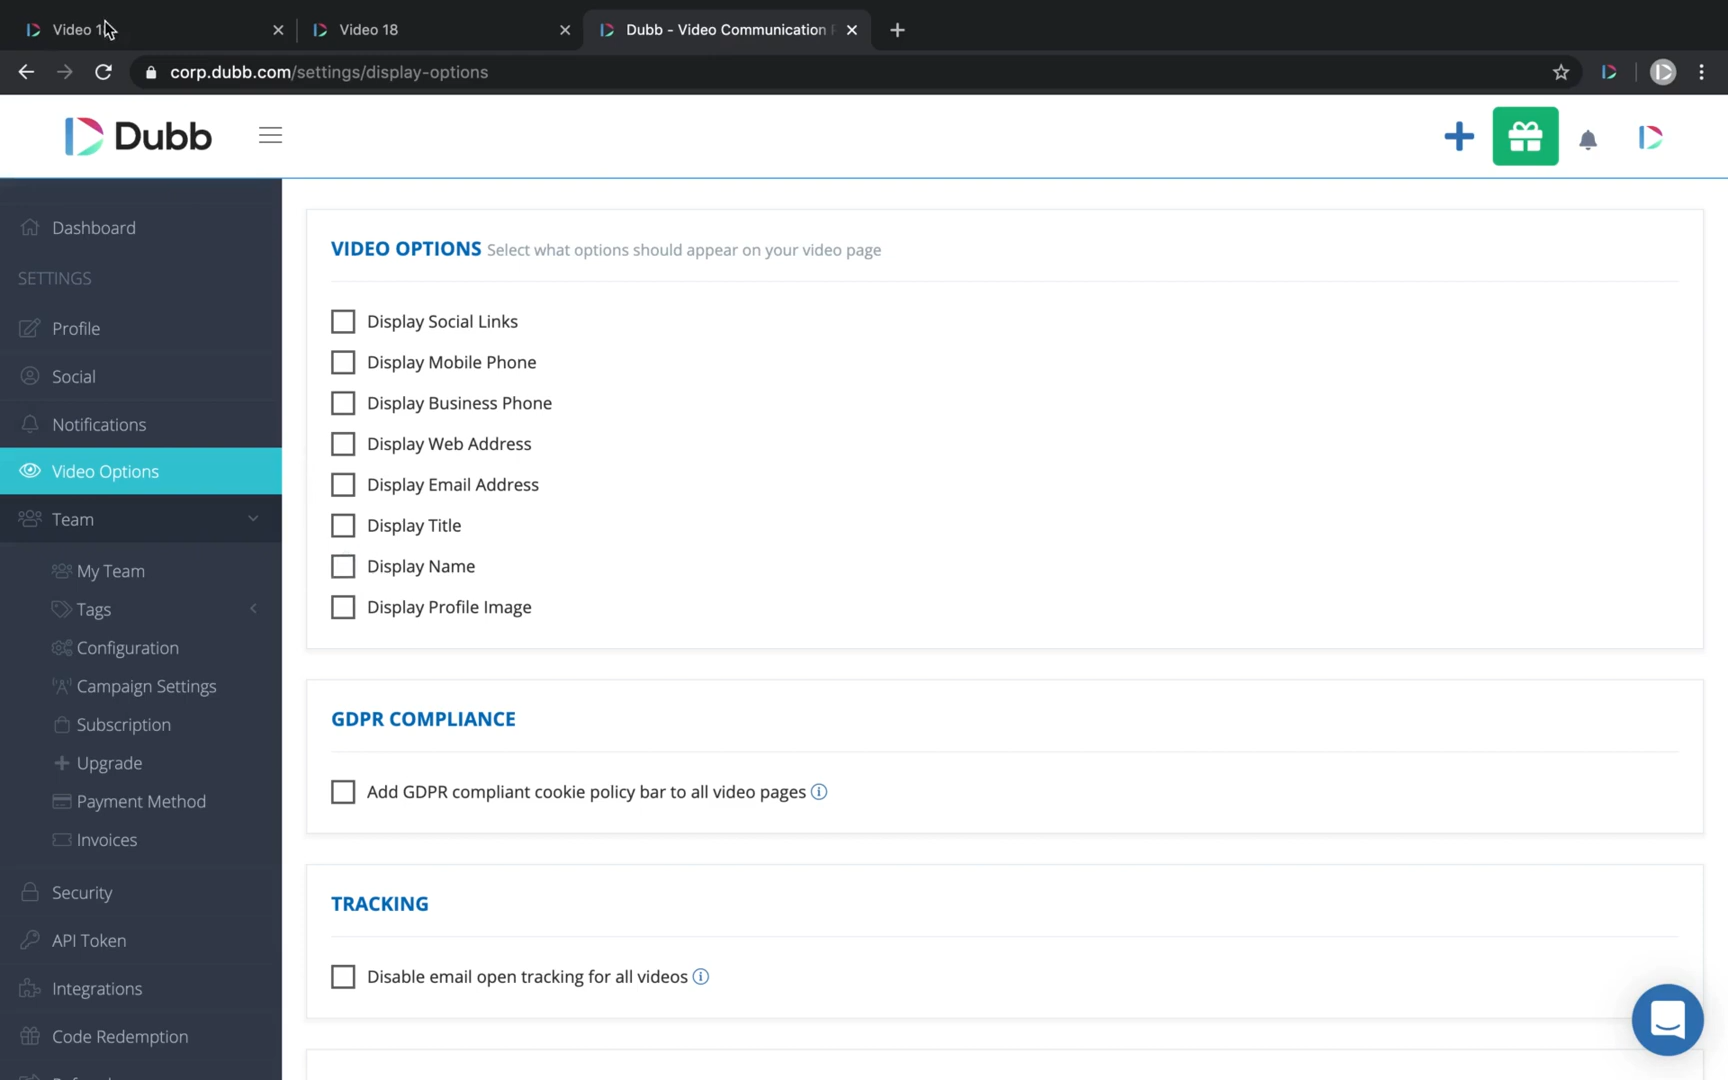 Video 1
Video 18
Dubb - Video Communication
corp.dubb.com/settings/display-options
Dubb
Dashboard
SETTINGS
Profile
Social
Notifications
Video Options
Team
My Team
Tags
Configuration
Campaign Settings
Subscription
Upgrade
Payment Method
Invoices
Security
API Token
Integrations
Code Redemption
VIDEO OPTIONS Select what options should appear on your video page
Display Social Links
Display Mobile Phone
Display Business Phone
Display Web Address
Display Email Address
Display Title
Display Name
Display Profile Image
GDPR COMPLIANCE
Add GDPR compliant cookie policy bar to all video pages
TRACKING
Disable email open tracking for all videos